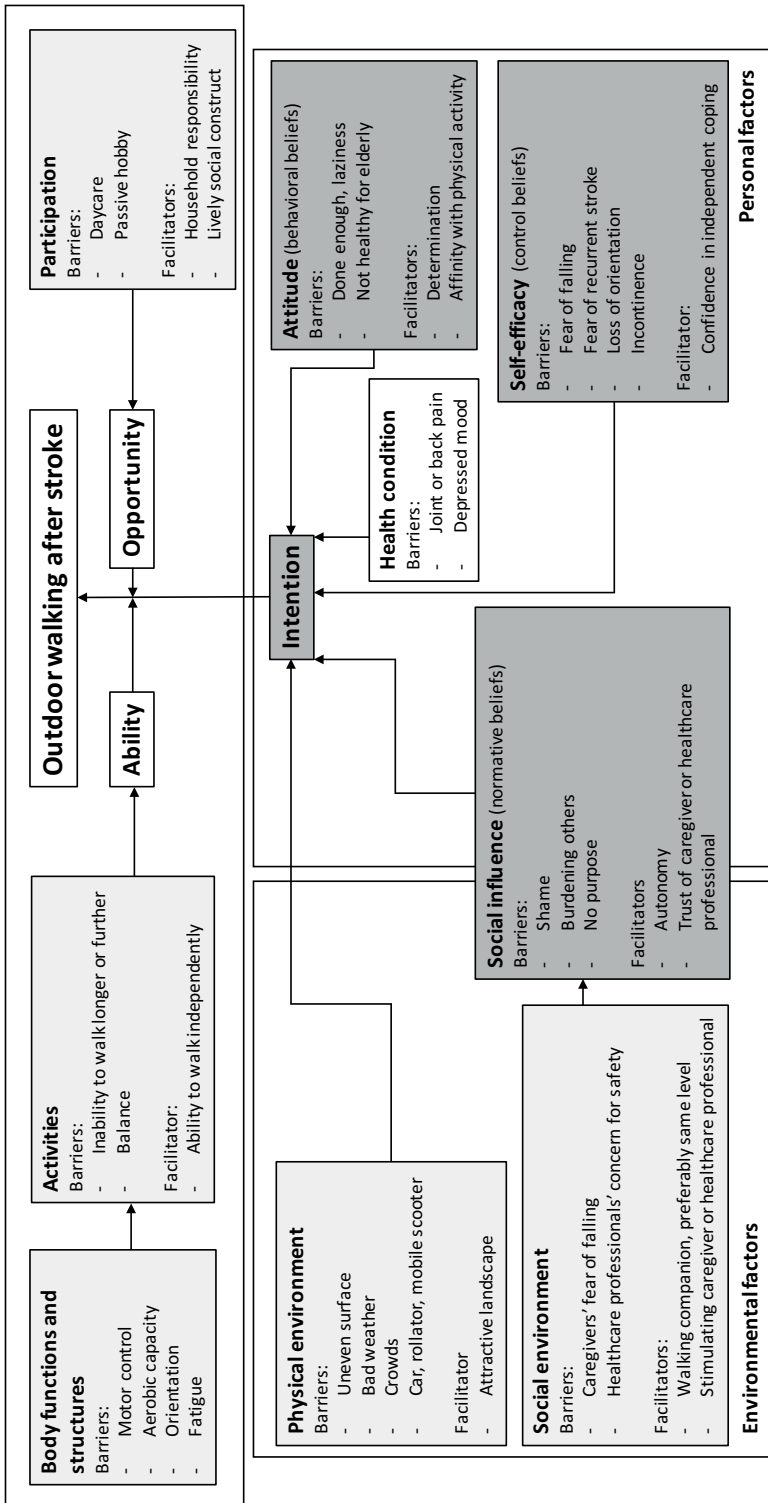 Body functions and
structures
Barriers:
- Motor control
- Aerobic capacity
- Orientation
- Fatigue
Activities
Barriers:
- Inability to walk longer or further
- Balance
Facilitator:
- Ability to walk independently
Outdoor walking after stroke
Ability
Opportunity
Participation
Barriers:
- Daycare
- Passive hobby
Facilitators:
- Household responsibility
- Lively social construct
Physical environment
Barriers:
- Uneven surface
- Bad weather
- Crowds
- Car, rollator, mobile scooter
Facilitator
- Attractive landscape
Intention
Attitude (behavioral beliefs)
Barriers:
- Done enough, laziness
- Not healthy for elderly
Facilitators:
- Determination
- Affinity with physical activity
Health condition
Barriers:
- Joint or back pain
- Depressed mood
Social environment
Barriers:
- Caregivers’ fear of falling
- Healthcare professionals’ concern for safety
Facilitators:
- Walking companion, preferably same level
- Stimulating caregiver or healthcare professional
Social influence (normative beliefs)
Barriers:
- Shame
- Burdening others
- No purpose
Facilitators
- Autonomy
- Trust of caregiver or healthcare
professional
Self-efficacy (control beliefs)
Barriers:
- Fear of falling
- Fear of recurrent stroke
- Loss of orientation
- Incontinence
Facilitator:
- Confidence in independent coping
Environmental factors
Personal factors